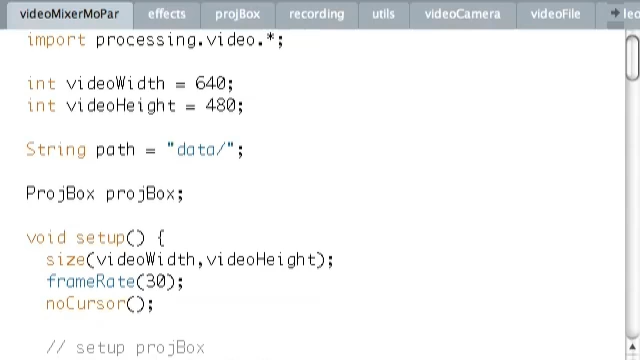 videoMixerMoPar effects projBox recording utils videoCamera videoFile
import processing.video.*;
int videoWidth = 640;
int videoHeight = 480;
String path = "data/";
ProjBox projBox;
void setup() {
size(videoWidth,videoHeight);
frameRate(30);
noCursor();
// setup projBox